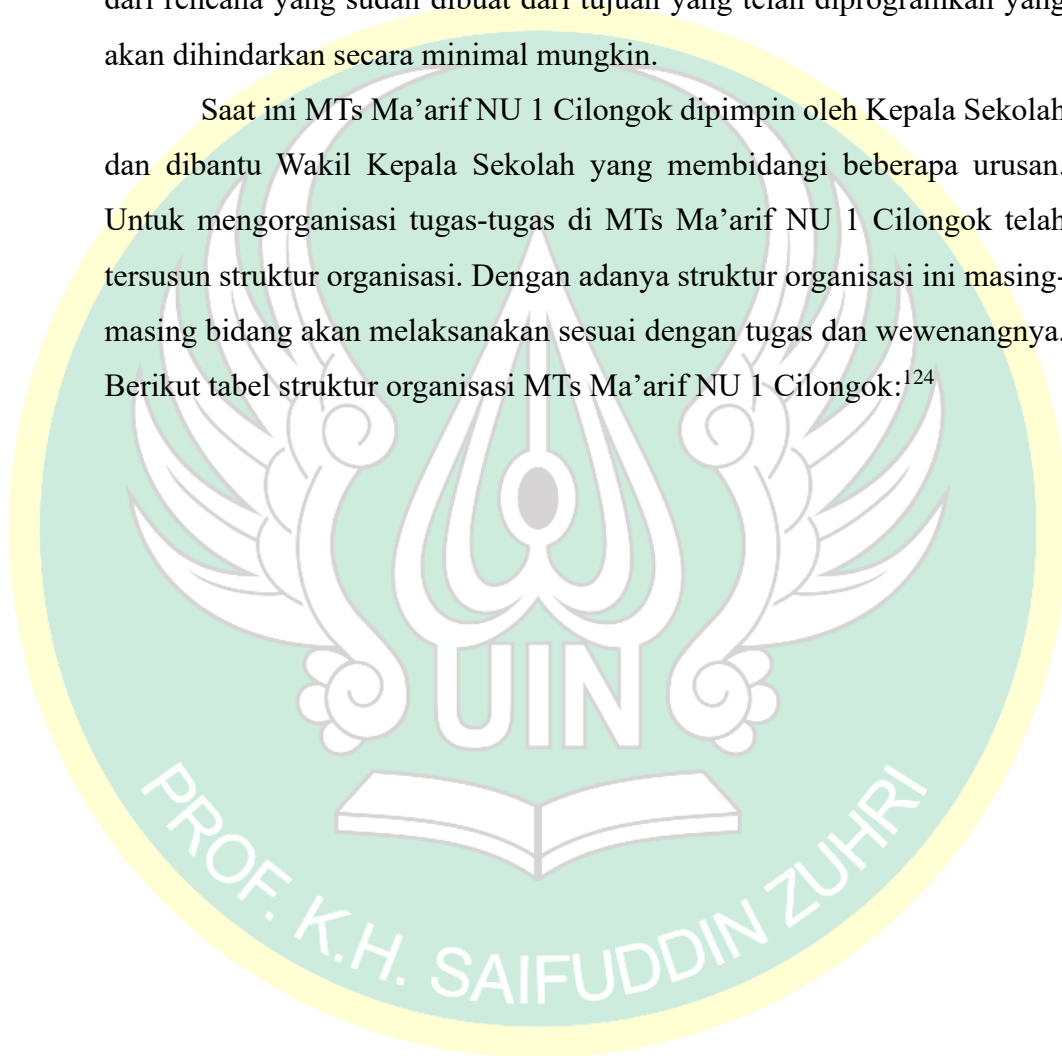 dari rencana yang sudah dibuat dari tujuan yang telah diprogramkan yang
akan dihindarkan secara minimal mungkin.
Saat ini MTs Ma’arif NU 1 Cilongok dipimpin oleh Kepala Sekolah
dan dibantu Wakil Kepala Sekolah yang membidangi beberapa urusan.
Untuk mengorganisasi tugas-tugas di MTs Ma’arif NU 1 Cilongok telah
tersusun struktur organisasi. Dengan adanya struktur organisasi ini masing-
masing bidang akan melaksanakan sesuai dengan tugas dan wewenangnya.
Berikut tabel struktur organisasi MTs Ma’arif NU 1 Cilongok:124
UIN
PROF. K.H. SAIFUDDIN ZUHRI